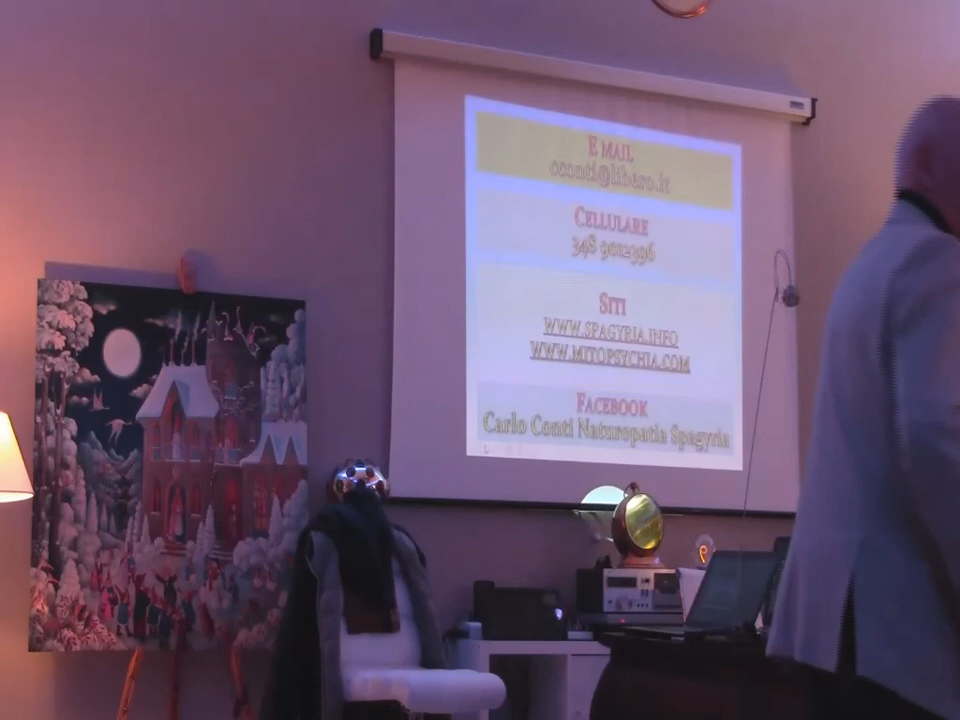 E MAIL
cconti@libero.it
CELLULARE
348 9012396
SITI
WWW.SPAGYRIA.INFO
WWW.MITOPSYCHIA.COM
FACEBOOK
Carlo Conti Naturopatia Spagyria